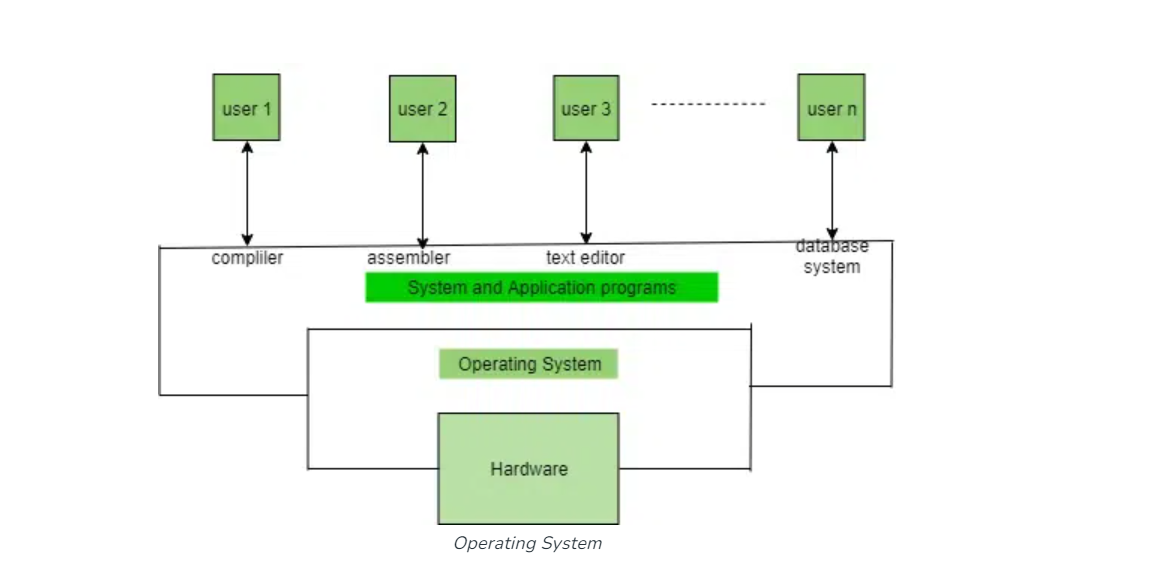 user 1
user 2
user 3
user n
compliler
assembler
text editor
database
system
System and Application programs
Operating System
Hardware
Operating System